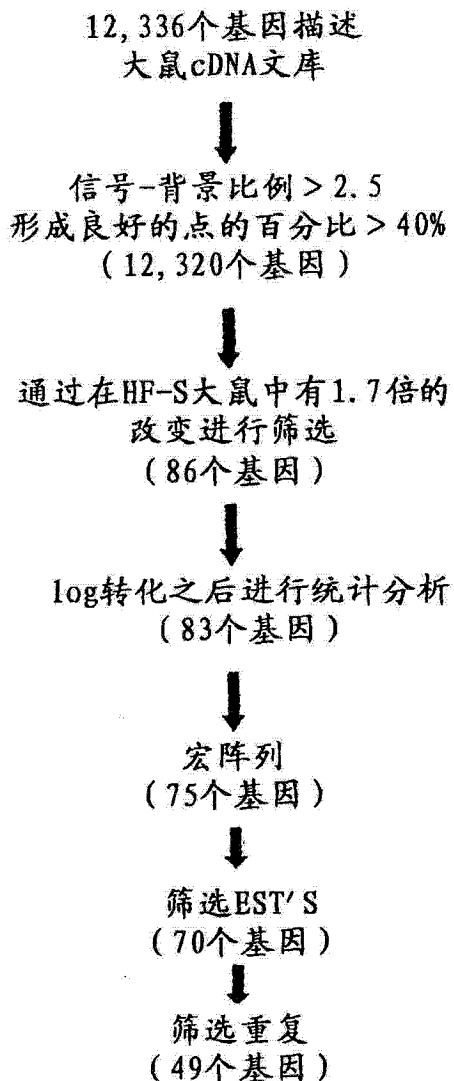 12,336个基因描述
大鼠cDNA文库
信号-背景比例＞2.5
形成良好的点的百分比＞40%
(12,320个基因)
通过在HF-S大鼠中有1.7倍的
改变进行筛选
(86个基因)
log转化之后进行统计分析
(83个基因)
宏阵列
(75个基因)
筛选EST'S
(70个基因)
筛选重复
(49个基因)